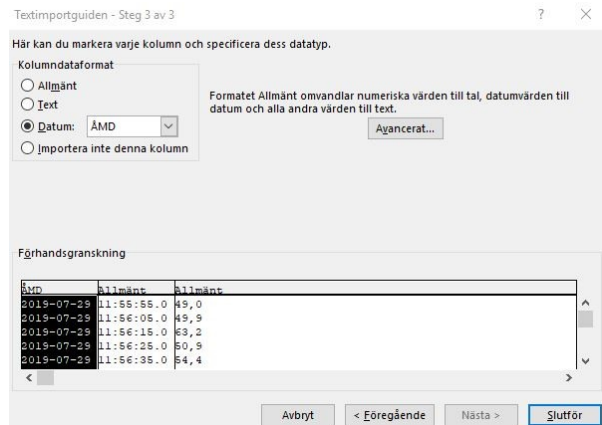 Textimportguiden - Steg 3 av 3
Här kan du markera varje kolumn och specificera dess datatyp.
Kolumndataformat
Allmänt
Text
Datum: ÅMD
Importera inte denna kolumn
Formatet Allmänt omvandlar numeriska värden till tal, datumvärden till
datum och alla andra värden till text.
Avancerat...
Förhandsgranskning
ÅMD Allmänt Allmänt
2019-07-29 11:55:55.0 49,0
2019-07-29 11:56:05.0 49,9
2019-07-29 11:56:15.0 63,2
2019-07-29 11:56:25.0 50,9
2019-07-29 11:56:35.0 54,4
Avbryt < Föregående Nästa > Slutför